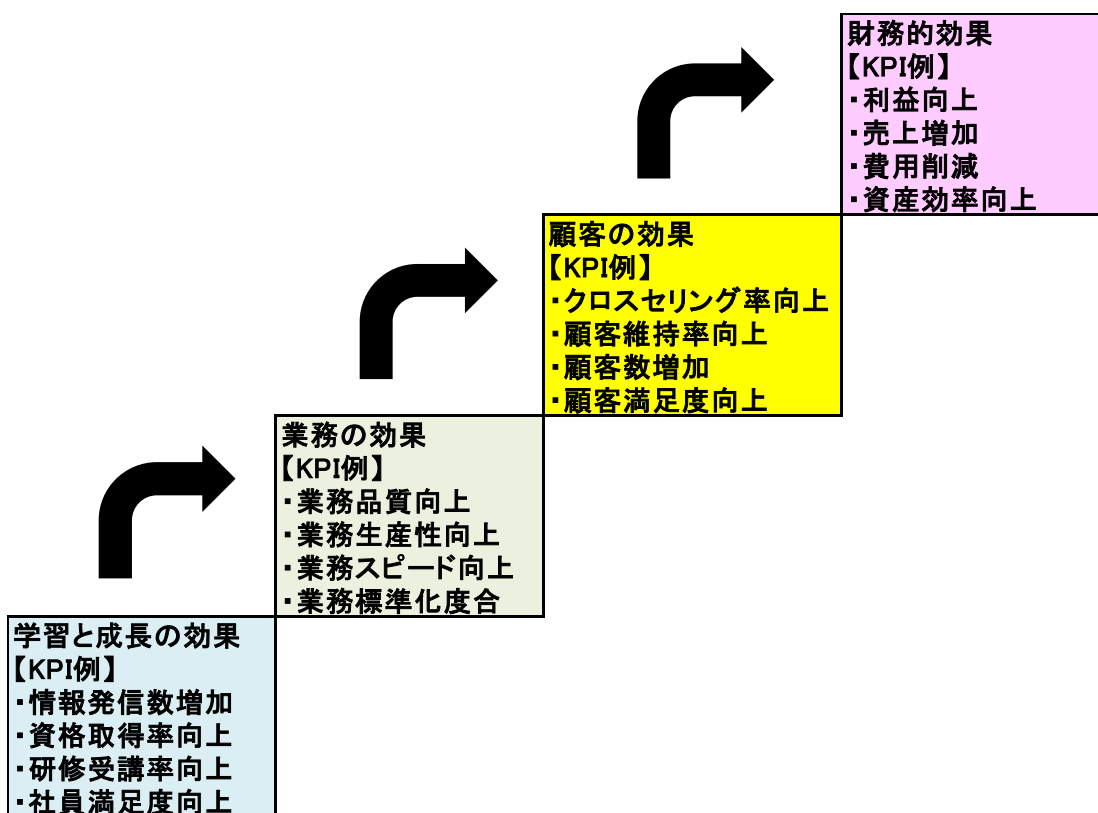 財務的効果
【KPI例】
・利益向上
・売上増加
・費用削減
・資産効率向上
顧客の効果
【KPI例】
・クロスセリング率向上
・顧客維持率向上
・顧客数増加
・顧客満足度向上
業務の効果
【KPI例】
・業務品質向上
・業務生産性向上
・業務スピード向上
・業務標準化度合
学習と成長の効果
【KPI例】
・情報発信数増加
・資格取得率向上
・研修受講率向上
・社員満足度向上